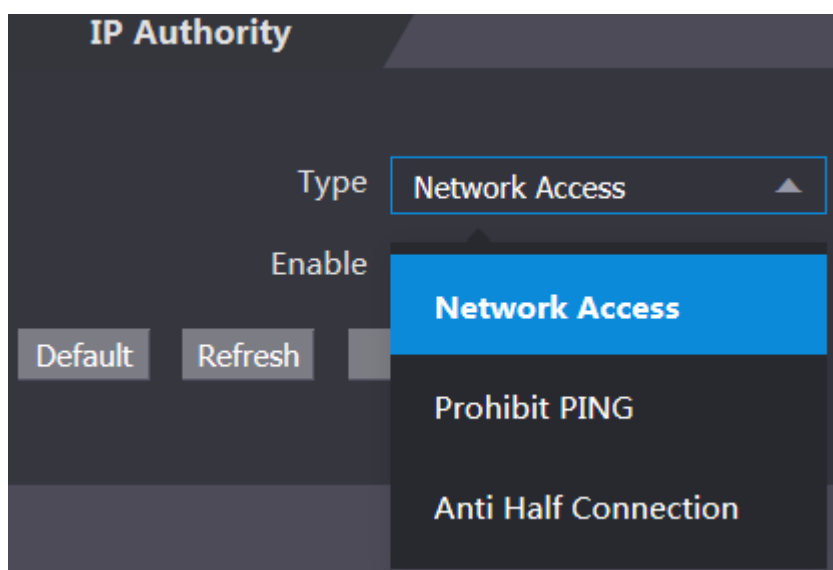 IP Authority
Type Network Access
Enable
Network Access
Default Refresh
Prohibit PING
Anti Half Connection